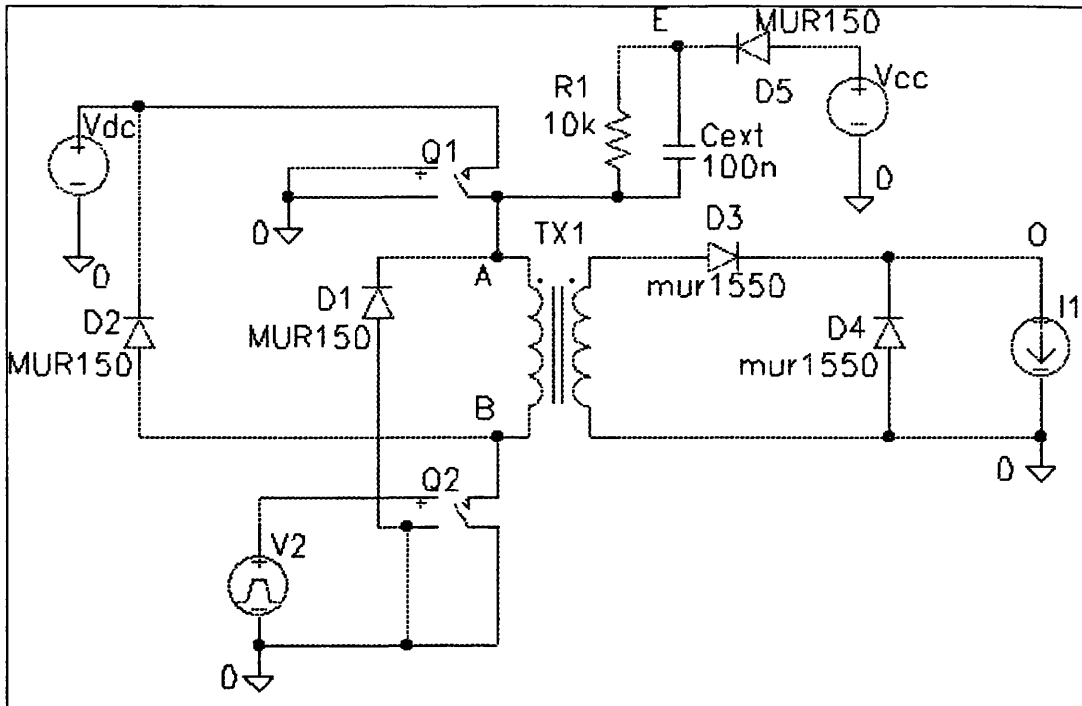 E
MUR150
D5
Vcc
R1
10k
Cext
100n
Vdc
Q1
0
0
0
TX1
D3
mur1550
O
A
D1
MUR150
D2
MUR150
D4
mur1550
I1
B
0
Q2
V2
0